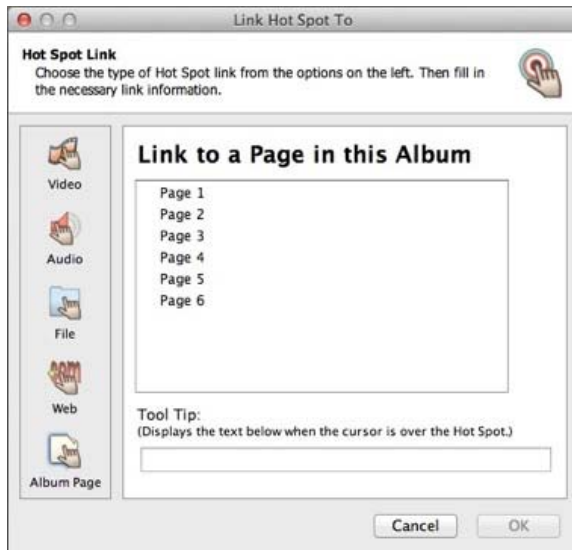 Link Hot Spot To
Hot Spot Link
Choose the type of Hot Spot link from the options on the left. Then fill in
the necessary link information.
Video
Audio
File
Web
Album Page
Link to a Page in this Album
Page 1
Page 2
Page 3
Page 4
Page 5
Page 6
Tool Tip:
(Displays the text below when the cursor is over the Hot Spot.)
Cancel
OK